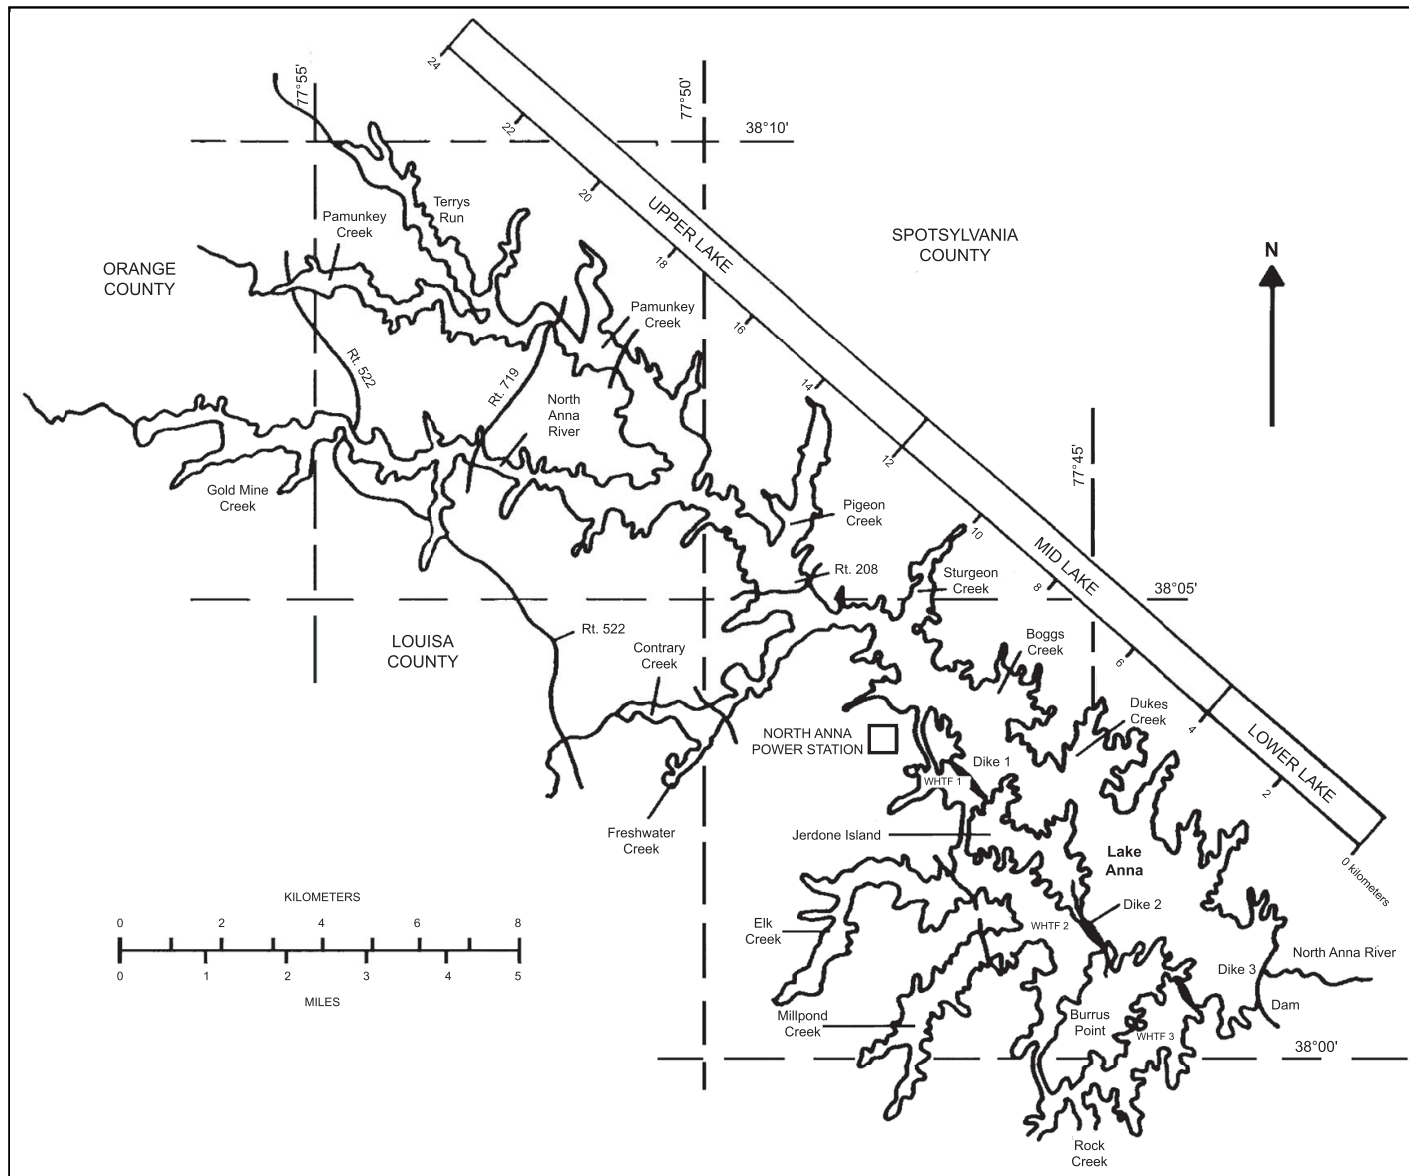 24
77°55'
77°50'
22
38°10'
20
Terrys
Run
Pamunkey
Creek
UPPER LAKE
SPOTSYLVANIA
COUNTY
N
18
ORANGE
COUNTY
Pamunkey
Creek
16
Rt. 522
Rt. 719
14
North
Anna
River
12
77°45'
Gold Mine
Creek
Pigeon
Creek
10
MID LAKE
Rt. 208
Sturgeon
Creek
8
38°05'
Rt. 522
LOUISA
COUNTY
Contrary
Creek
Boggs
Creek
6
Dukes
Creek
4
NORTH ANNA
POWER STATION
LOWER LAKE
Dike 1
WHTF 1
2
Freshwater
Creek
Jerdone Island
Lake
Anna
0 kilometers
KILOMETERS
0 2 4 6 8
0 1 2 3 4 5
MILES
Dike 2
Elk
Creek
WHTF 2
North Anna River
Dike 3
Dam
Millpond
Creek
Burrus
Point
WHTF 3
38°00'
Rock
Creek